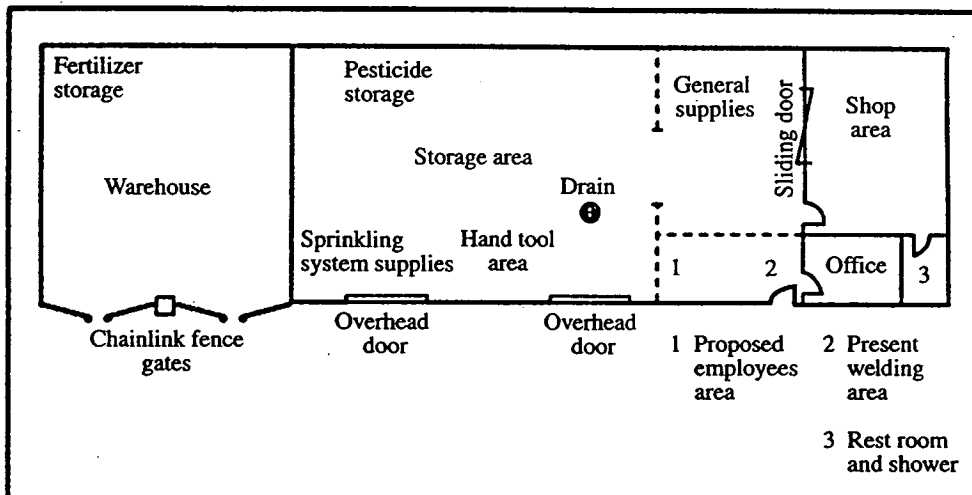 Fertilizer
storage
Warehouse
Pesticide
storage
Storage area
Drain
Sprinkling
system supplies
Hand tool
area
General
supplies
Sliding door
Shop
area
1
2
Office
3
Chainlink fence
gates
Overhead
door
Overhead
door
1 Proposed
employees
area
2 Present
welding
area
3 Rest room
and shower